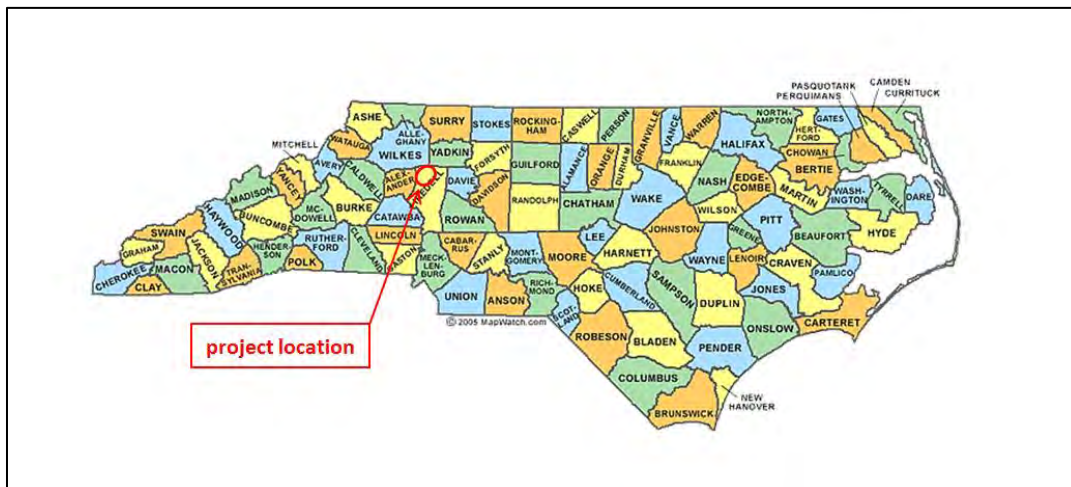 PASQUOTANK
CAMDEN
PERQUIMANS
CURRITUCK
ASHE
ALLE-
GHANY
SURRY
STOKES
ROCKING-
HAM
CASWELL
PERSON
GRANVILLE
VANCE
WARREN
NORTH-
AMPTON
GATES
HERT-
FORD
HALIFAX
MITCHELL
WATAUGA
WILKES
YADKIN
FORSYTH
GUILFORD
ALAMANCE
ORANGE
DURHAM
FRANKLIN
NASH
EDGE-
COMBE
CHOWAN
BERTIE
AVERY
YANCEY
CALDWELL
ALEX-
ANDER
IREDELL
DAVIE
DAVIDSON
RANDOLPH
CHATHAM
WAKE
WILSON
MARTIN
WASH-
INGTON
TYRREL
DARE
MADISON
MC-
DOWELL
BURKE
CATAWBA
ROWAN
PITT
BEAUFORT
HYDE
HAYWOOD
BUNCOMBE
RUTHER-
FORD
CLEVELAND
LINCOLN
GASTON
CABAR-
RUS
STANLY
MONT-
GOMERY
MOORE
LEE
HARNETT
JOHNSTON
WAYNE
GREENE
LENOIR
CRAVEN
PAMLICO
SWAIN
GRAHAM
JACKSON
HENDER-
SON
POLK
TRAN-
SYLVANIA
CHEROKEE
MACON
CLAY
MECK-
LEN-
BURG
UNION
ANSON
RICH-
MOND
SCOT-
LAND
HOKE
CUMBERLAND
SAMPSON
DUPLIN
JONES
ONSLOW
CARTERET
© 2005 MapWatch.com
project location
ROBESON
BLADEN
PENDER
COLUMBUS
NEW
HANOVER
BRUNSWICK